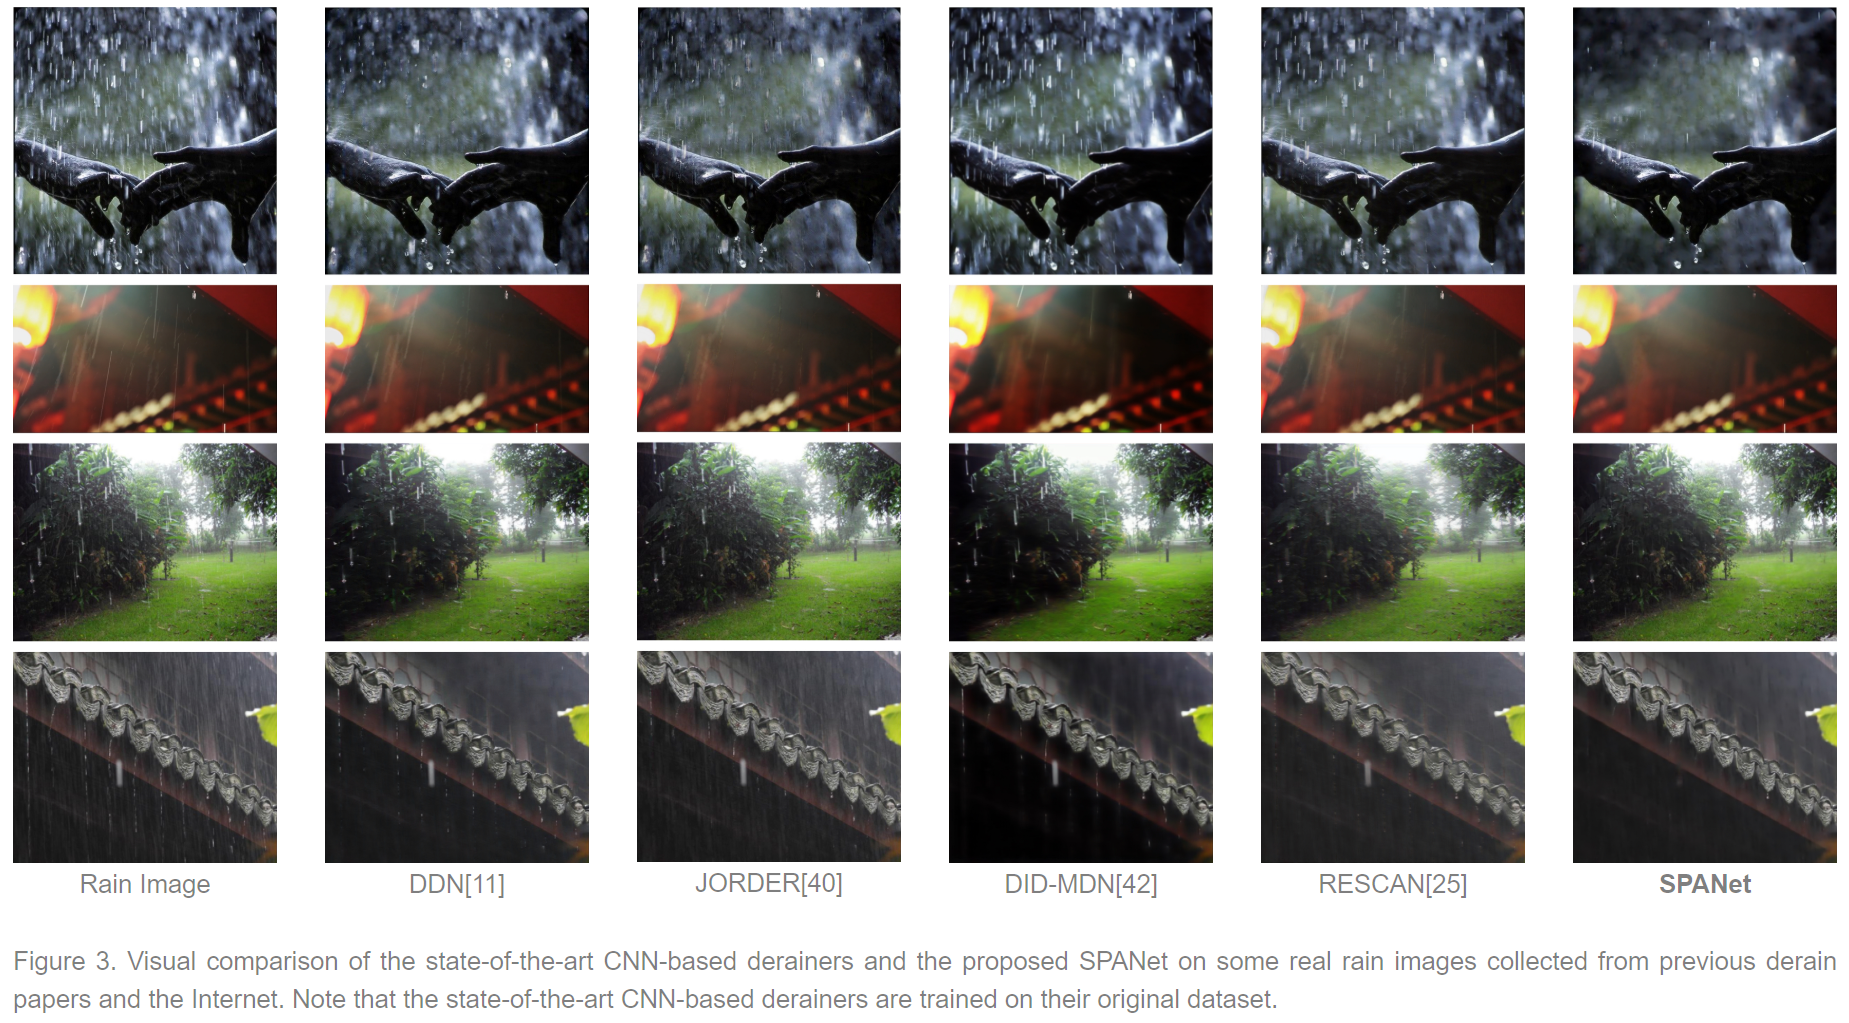 Rain Image DDN[11] JORDER[40] DID-MDN[42] RESCAN[25] SPANet
Figure 3. Visual comparison of the state-of-the-art CNN-based derainers and the proposed SPANet on some real rain images collected from previous derain
papers and the Internet. Note that the state-of-the-art CNN-based derainers are trained on their original dataset.